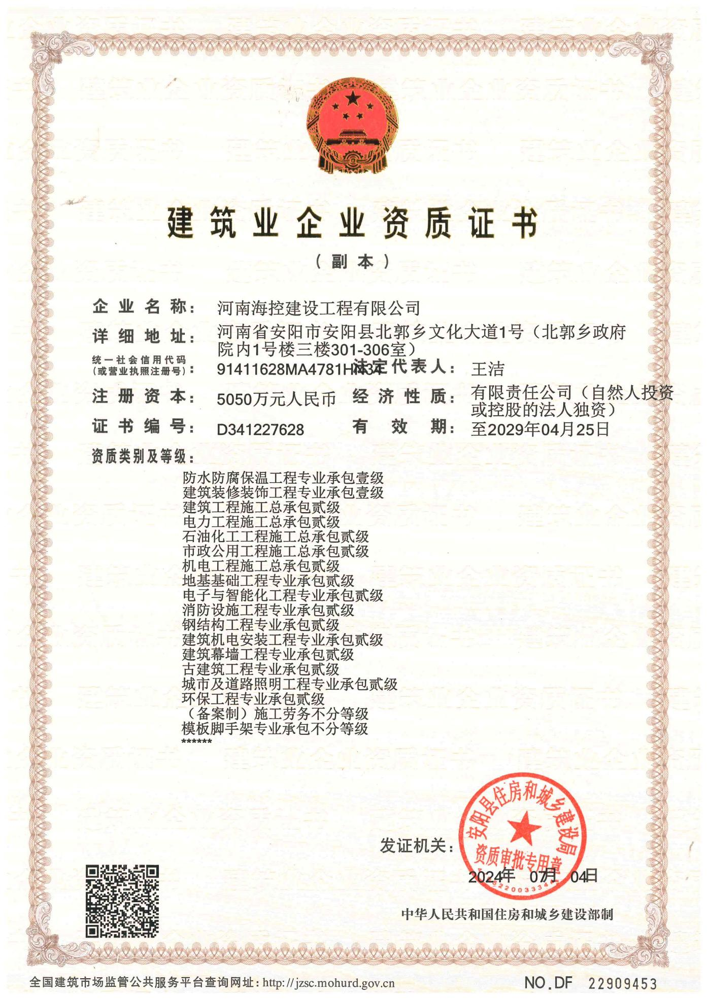 建筑业企业资质证书
（副本）
企业名称： 河南海控建设工程有限公司
详细地址： 河南省安阳市安阳县北郭乡文化大道1号（北郭乡政府
院内1号楼三楼301-306室）
统一社会信用代码
(或营业执照注册号)： 91411628MA4781HN34 法定代表人： 王洁
注册资本： 5050万元人民币 经济性质： 有限责任公司（自然人投资
或控股的法人独资）
证书编号： D341227628 有效期： 至2029年04月25日
资质类别及等级：
防水防腐保温工程专业承包壹级
建筑装修装饰工程专业承包壹级
建筑工程施工总承包贰级
电力工程施工总承包贰级
石油化工工程施工总承包贰级
市政公用工程施工总承包贰级
机电工程施工总承包贰级
地基基础工程专业承包贰级
电子与智能化工程专业承包贰级
消防设施工程专业承包贰级
钢结构工程专业承包贰级
建筑机电安装工程专业承包贰级
建筑幕墙工程专业承包贰级
古建筑工程专业承包贰级
城市及道路照明工程专业承包贰级
环保工程专业承包贰级
（备案制）施工劳务不分等级
模板脚手架专业承包不分等级
******
安阳县住房和城乡建设局
资质审批专用章
发证机关：
2024年 07月 04日
中华人民共和国住房和城乡建设部制
全国建筑市场监管公共服务平台查询网址：http://jzsc.mohurd.gov.cn
NO.DF 22909453